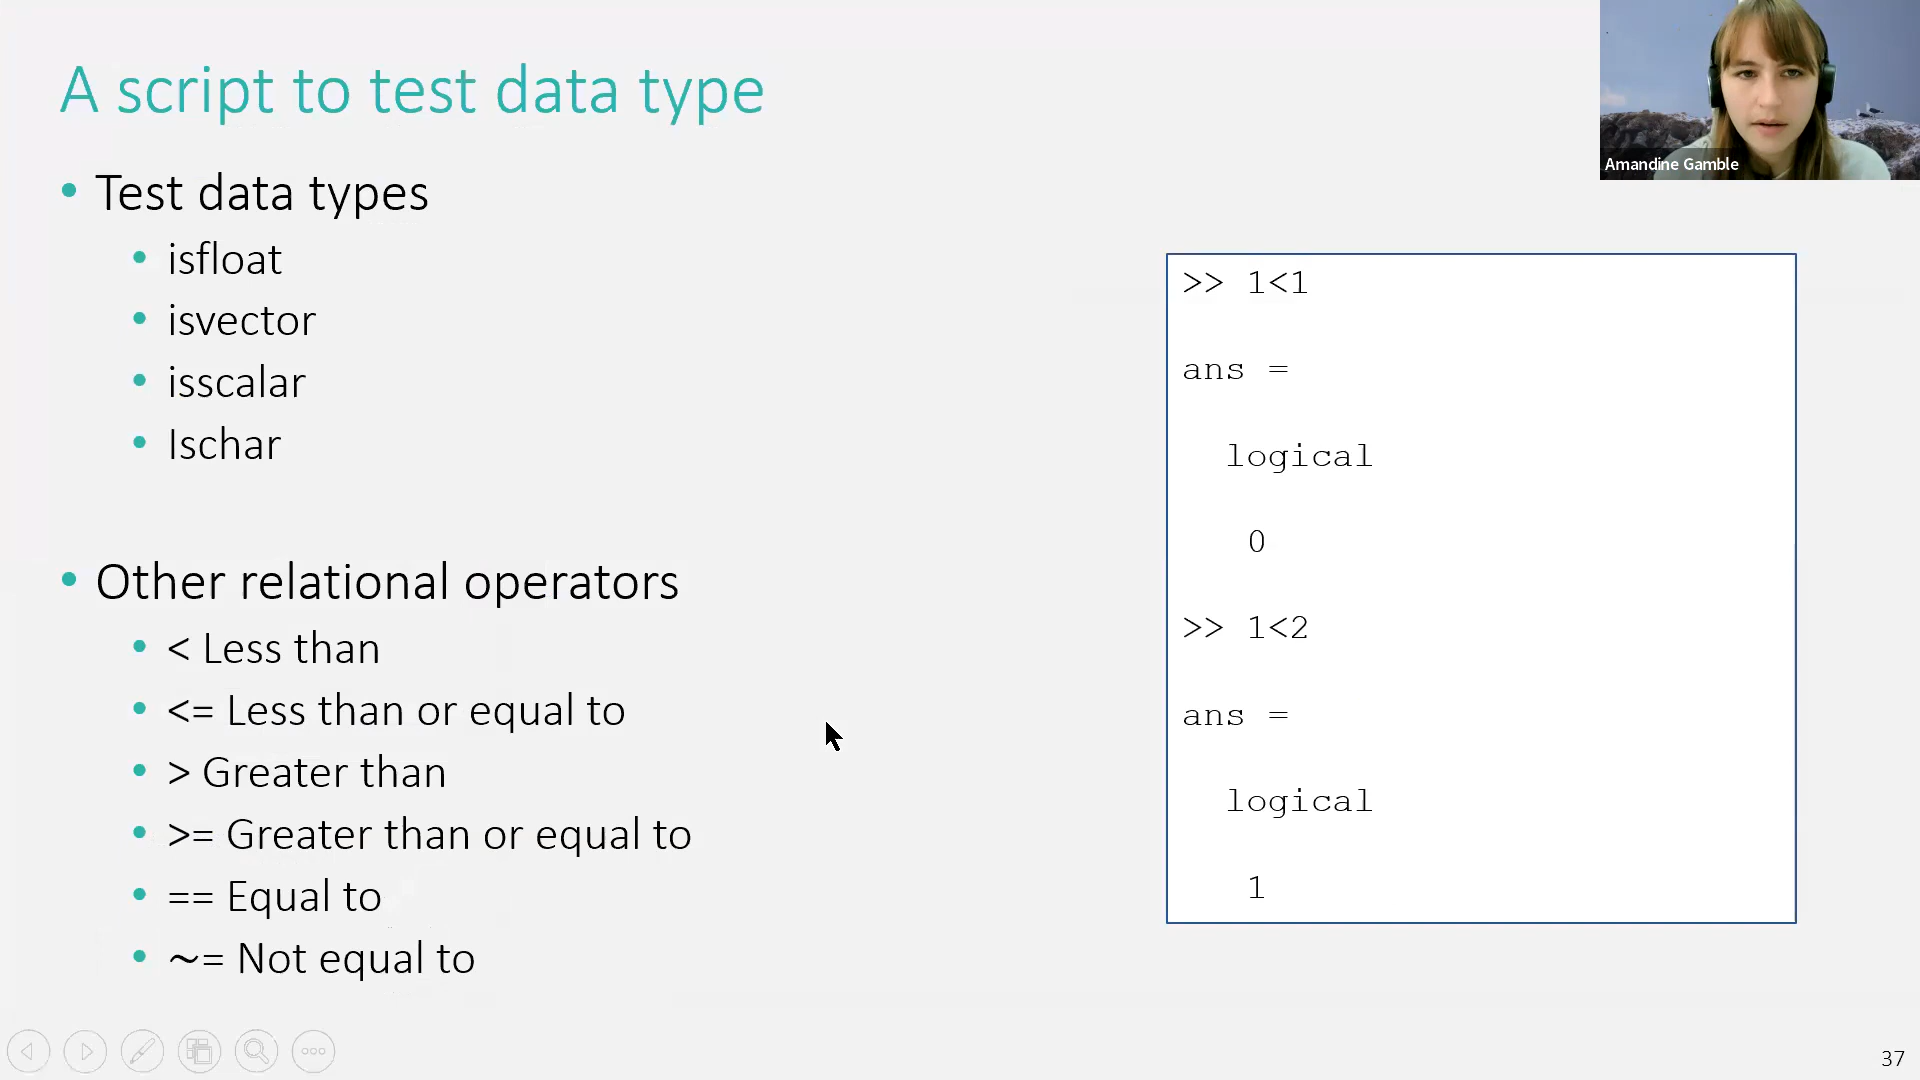 A script to test data type
• Test data types
• isfloat
• isvector
• isscalar
• Ischar
• Other relational operators
• < Less than
• <= Less than or equal to
• > Greater than
• >= Greater than or equal to
• == Equal to
• ~= Not equal to
>> 1<1
ans =
logical
0
>> 1<2
ans =
logical
1
Amandine Gamble
37